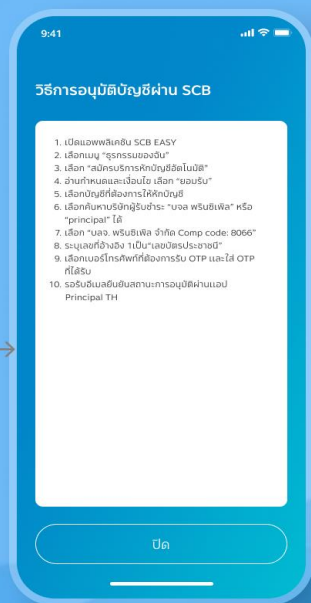 9:41
วิธีการอนุมัติบัญชีผ่าน SCB
1. เปิดแอพพลิเคชัน SCB EASY
2. เลือกเมนู “ธุรกรรมของฉัน”
3. เลือก “สมัครบริการหักบัญชีอัตโนมัติ”
4. อ่านกำหนดและเงื่อนไข เลือก “ยอมรับ”
5. เลือกบัญชีที่ต้องการให้หักบัญชี
6. เลือกค้นหาบริษัทผู้รับชำระ “บจล พรินซิเพิล” หรือ
“principal” ได้
7. เลือก “บลจ. พรินซิเพิล จำกัด Comp code: 8066”
8. ระบุเลขที่อ้างอิง 1เป็น“เลขบัตรประชาชน”
9. เลือกเบอร์โทรศัพท์ที่ต้องการรับ OTP และใส่ OTP
ที่ได้รับ
10. รอรับอีเมลยืนยันสถานะการอนุมัติผ่านแอป
Principal TH
ปิด